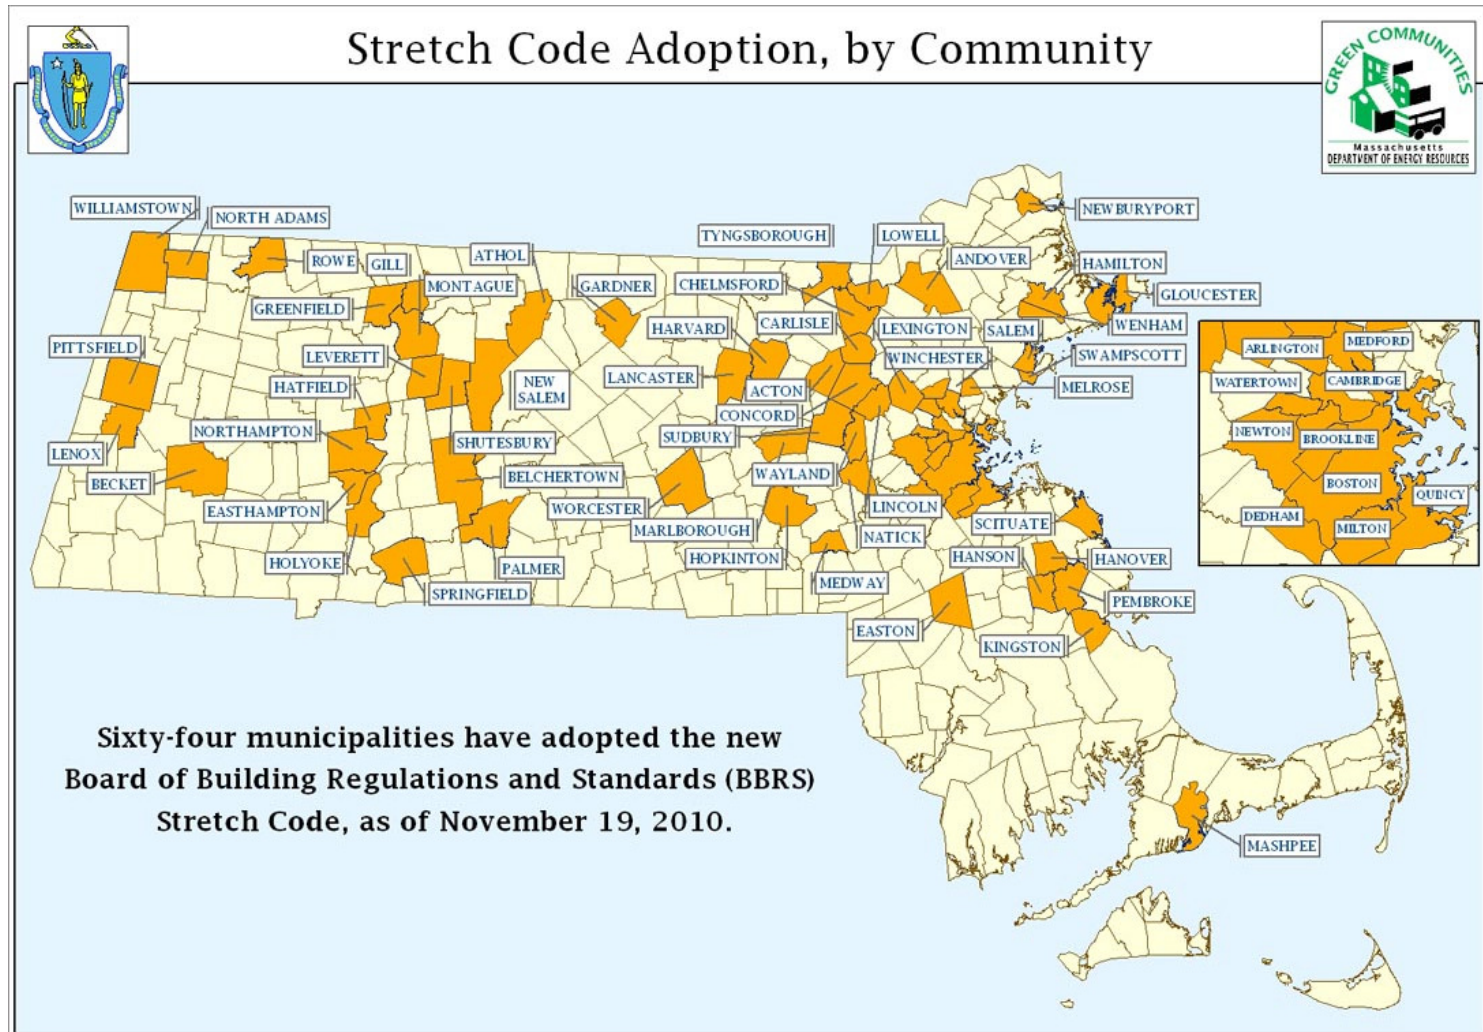 Stretch Code Adoption, by Community
GREEN COMMUNITIES
Massachusetts
DEPARTMENT OF ENERGY RESOURCES
WILLIAMSTOWN
NORTH ADAMS
NEWBURYPORT
TYNGSBOROUGH
LOWELL
ATHOL
ROWE
GILL
ANDOVER
HAMILTON
MONTAGUE
GARDNER
CHELMSFORD
GLOUCESTER
GREENFIELD
HARVARD
CARLISLE
LEXINGTON
SALEM
WENHAM
PITTSFIELD
LEVERETT
WINCHESTER
SWAMPSCOTT
ARLINGTON
MEDFORD
HATFIELD
NEW
SALEM
LANCASTER
ACTON
MELROSE
WATERTOWN
CAMBRIDGE
CONCORD
NORTHAMPTON
SHUTESBURY
SUDBURY
NEWTON
BROOKLINE
LENOX
BECKET
BELCHERTOWN
WAYLAND
BOSTON
QUINCY
EASTHAMPTON
WORCESTER
LINCOLN
DEDHAM
MILTON
MARLBOROUGH
SCITUATE
NATICK
HOLYOKE
PALMER
HOPKINTON
HANSON
HANOVER
SPRINGFIELD
MEDWAY
PEMBROKE
EASTON
KINGSTON
Sixty-four municipalities have adopted the new
Board of Building Regulations and Standards (BBRS)
Stretch Code, as of November 19, 2010.
MASHPEE